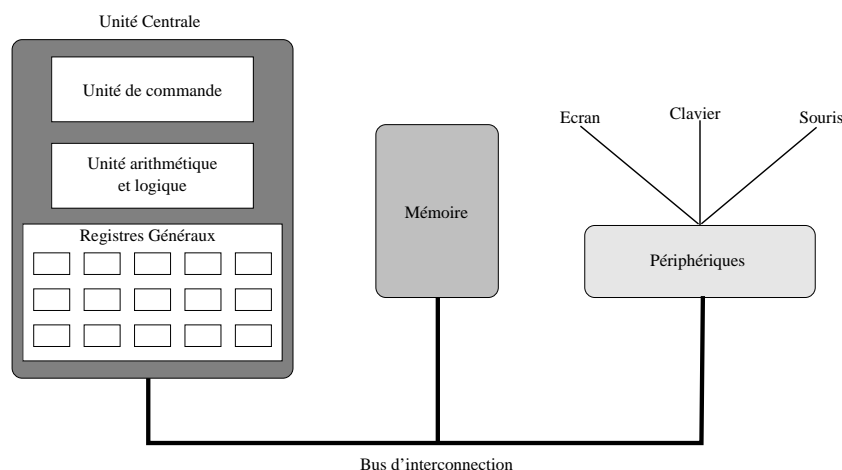 Unité Centrale
Unité de commande
Unité arithmétique
et logique
Registres Généraux
Mémoire
Ecran
Clavier
Souris
Périphériques
Bus d’interconnection